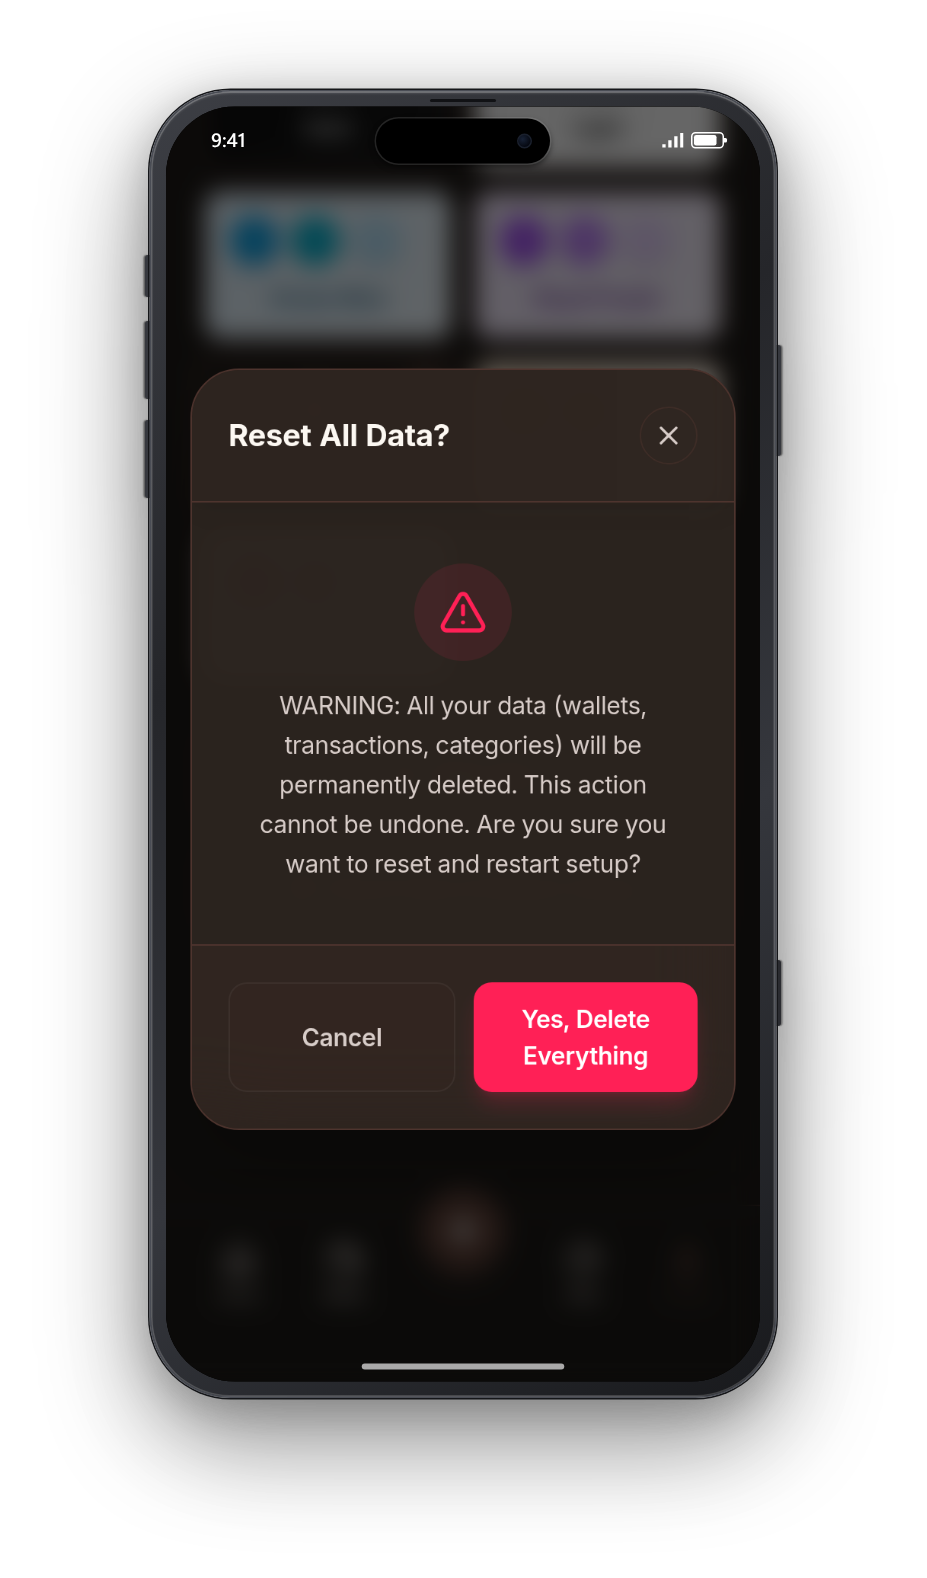 9:41
Reset All Data?
WARNING: All your data (wallets,
transactions, categories) will be
permanently deleted. This action
cannot be undone. Are you sure you
want to reset and restart setup?
Cancel
Yes, Delete
Everything